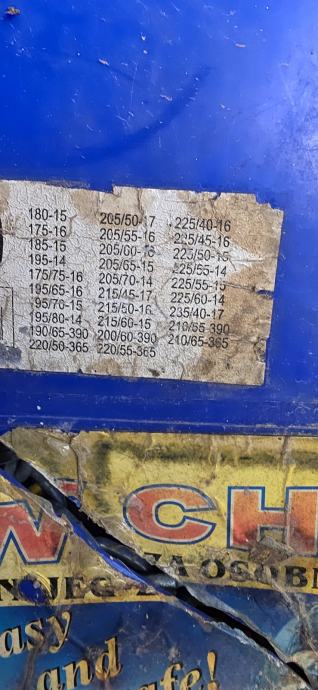 180-15 205/50-17 225/40-16
175-16 205/55-16 225/45-16
185-15 205/60-16 225/50-15
195-14 205/65-15 225/55-14
175/75-16 205/70-14 225/55-15
195/65-16 215/45-17 225/60-14
95/70-15 215/50-16 235/40-17
195/80-14 215/60-15 210/55-390
190/65-390 200/60-390 210/65-365
220/50-365 220/55-365
W CH
ZA OSOBN
asy
and
afe!